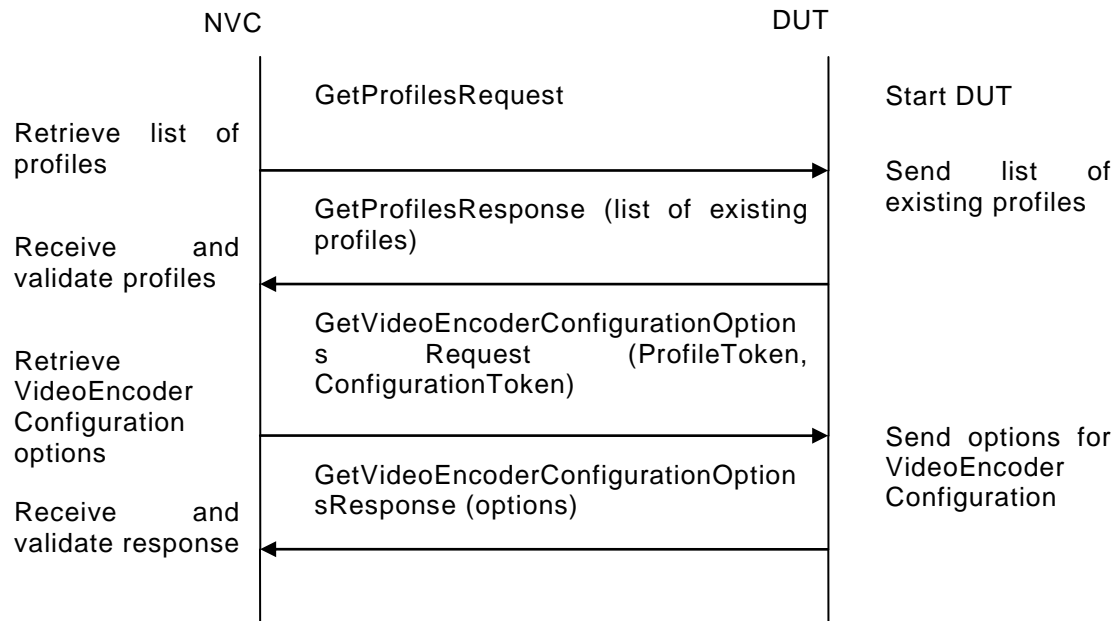 NVC
DUT
GetProfilesRequest
Start DUT
Retrieve list of
profiles
Send list of
existing profiles
GetProfilesResponse (list of existing
profiles)
Receive and
validate profiles
GetVideoEncoderConfigurationOption
s Request (ProfileToken,
ConfigurationToken)
Retrieve
VideoEncoder
Configuration
options
Send options for
VideoEncoder
Configuration
GetVideoEncoderConfigurationOption
sResponse (options)
Receive and
validate response